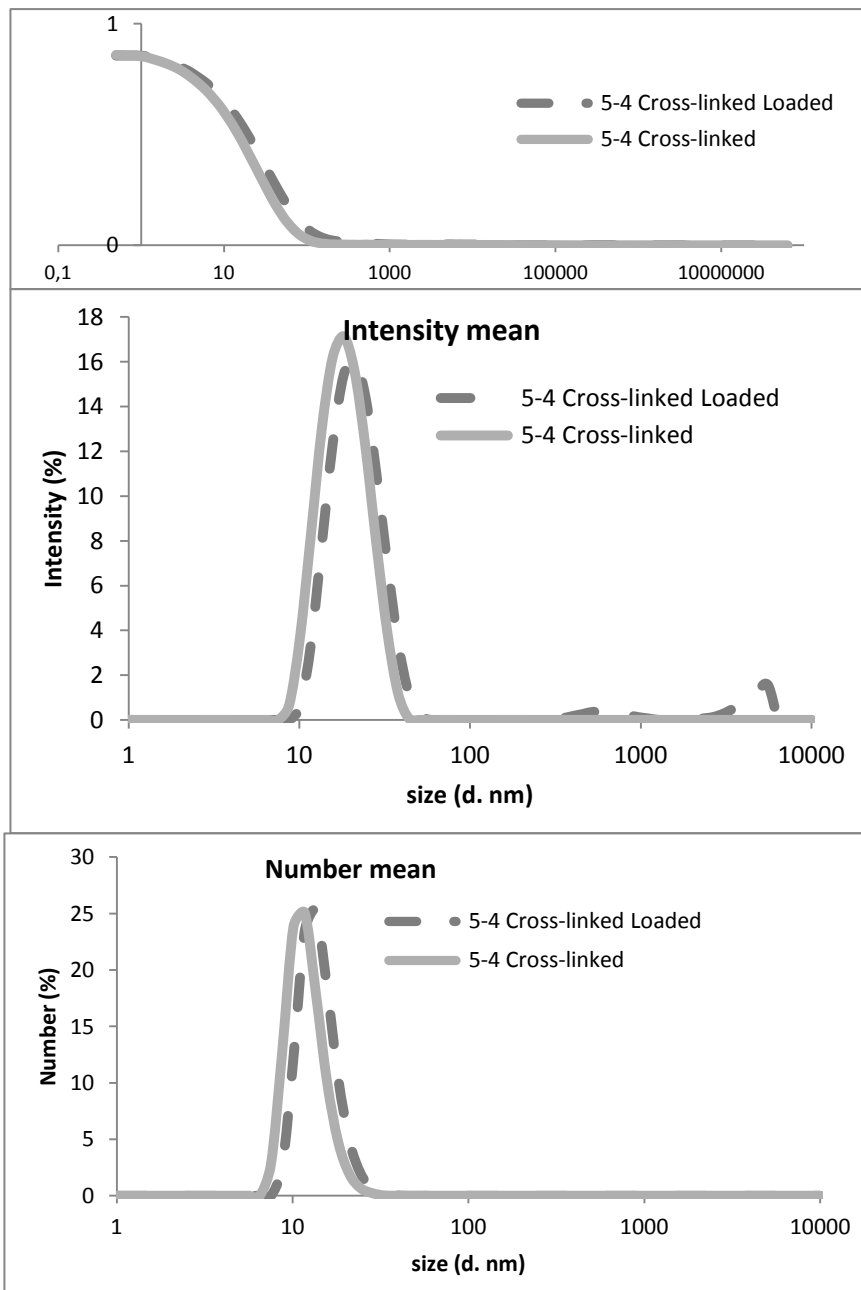 1
5-4 Cross-linked Loaded
5-4 Cross-linked
0
0,1 10 1000 100000 10000000
Intensity mean
18
16
14
12
10
8
6
4
2
0
Intensity (%)
5-4 Cross-linked Loaded
5-4 Cross-linked
1 10 100 1000 10000
size (d. nm)
Number mean
30
25
20
15
10
5
0
Number (%)
5-4 Cross-linked Loaded
5-4 Cross-linked
1 10 100 1000 10000
size (d. nm)